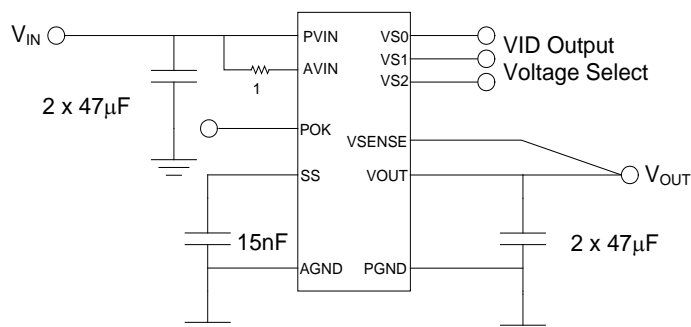 VIN
PVIN
VS0
VID Output
AVIN
VS1
Voltage Select
1
VS2
2 x 47μF
POK
VSENSE
SS
VOUT
VOUT
15nF
2 x 47μF
AGND
PGND